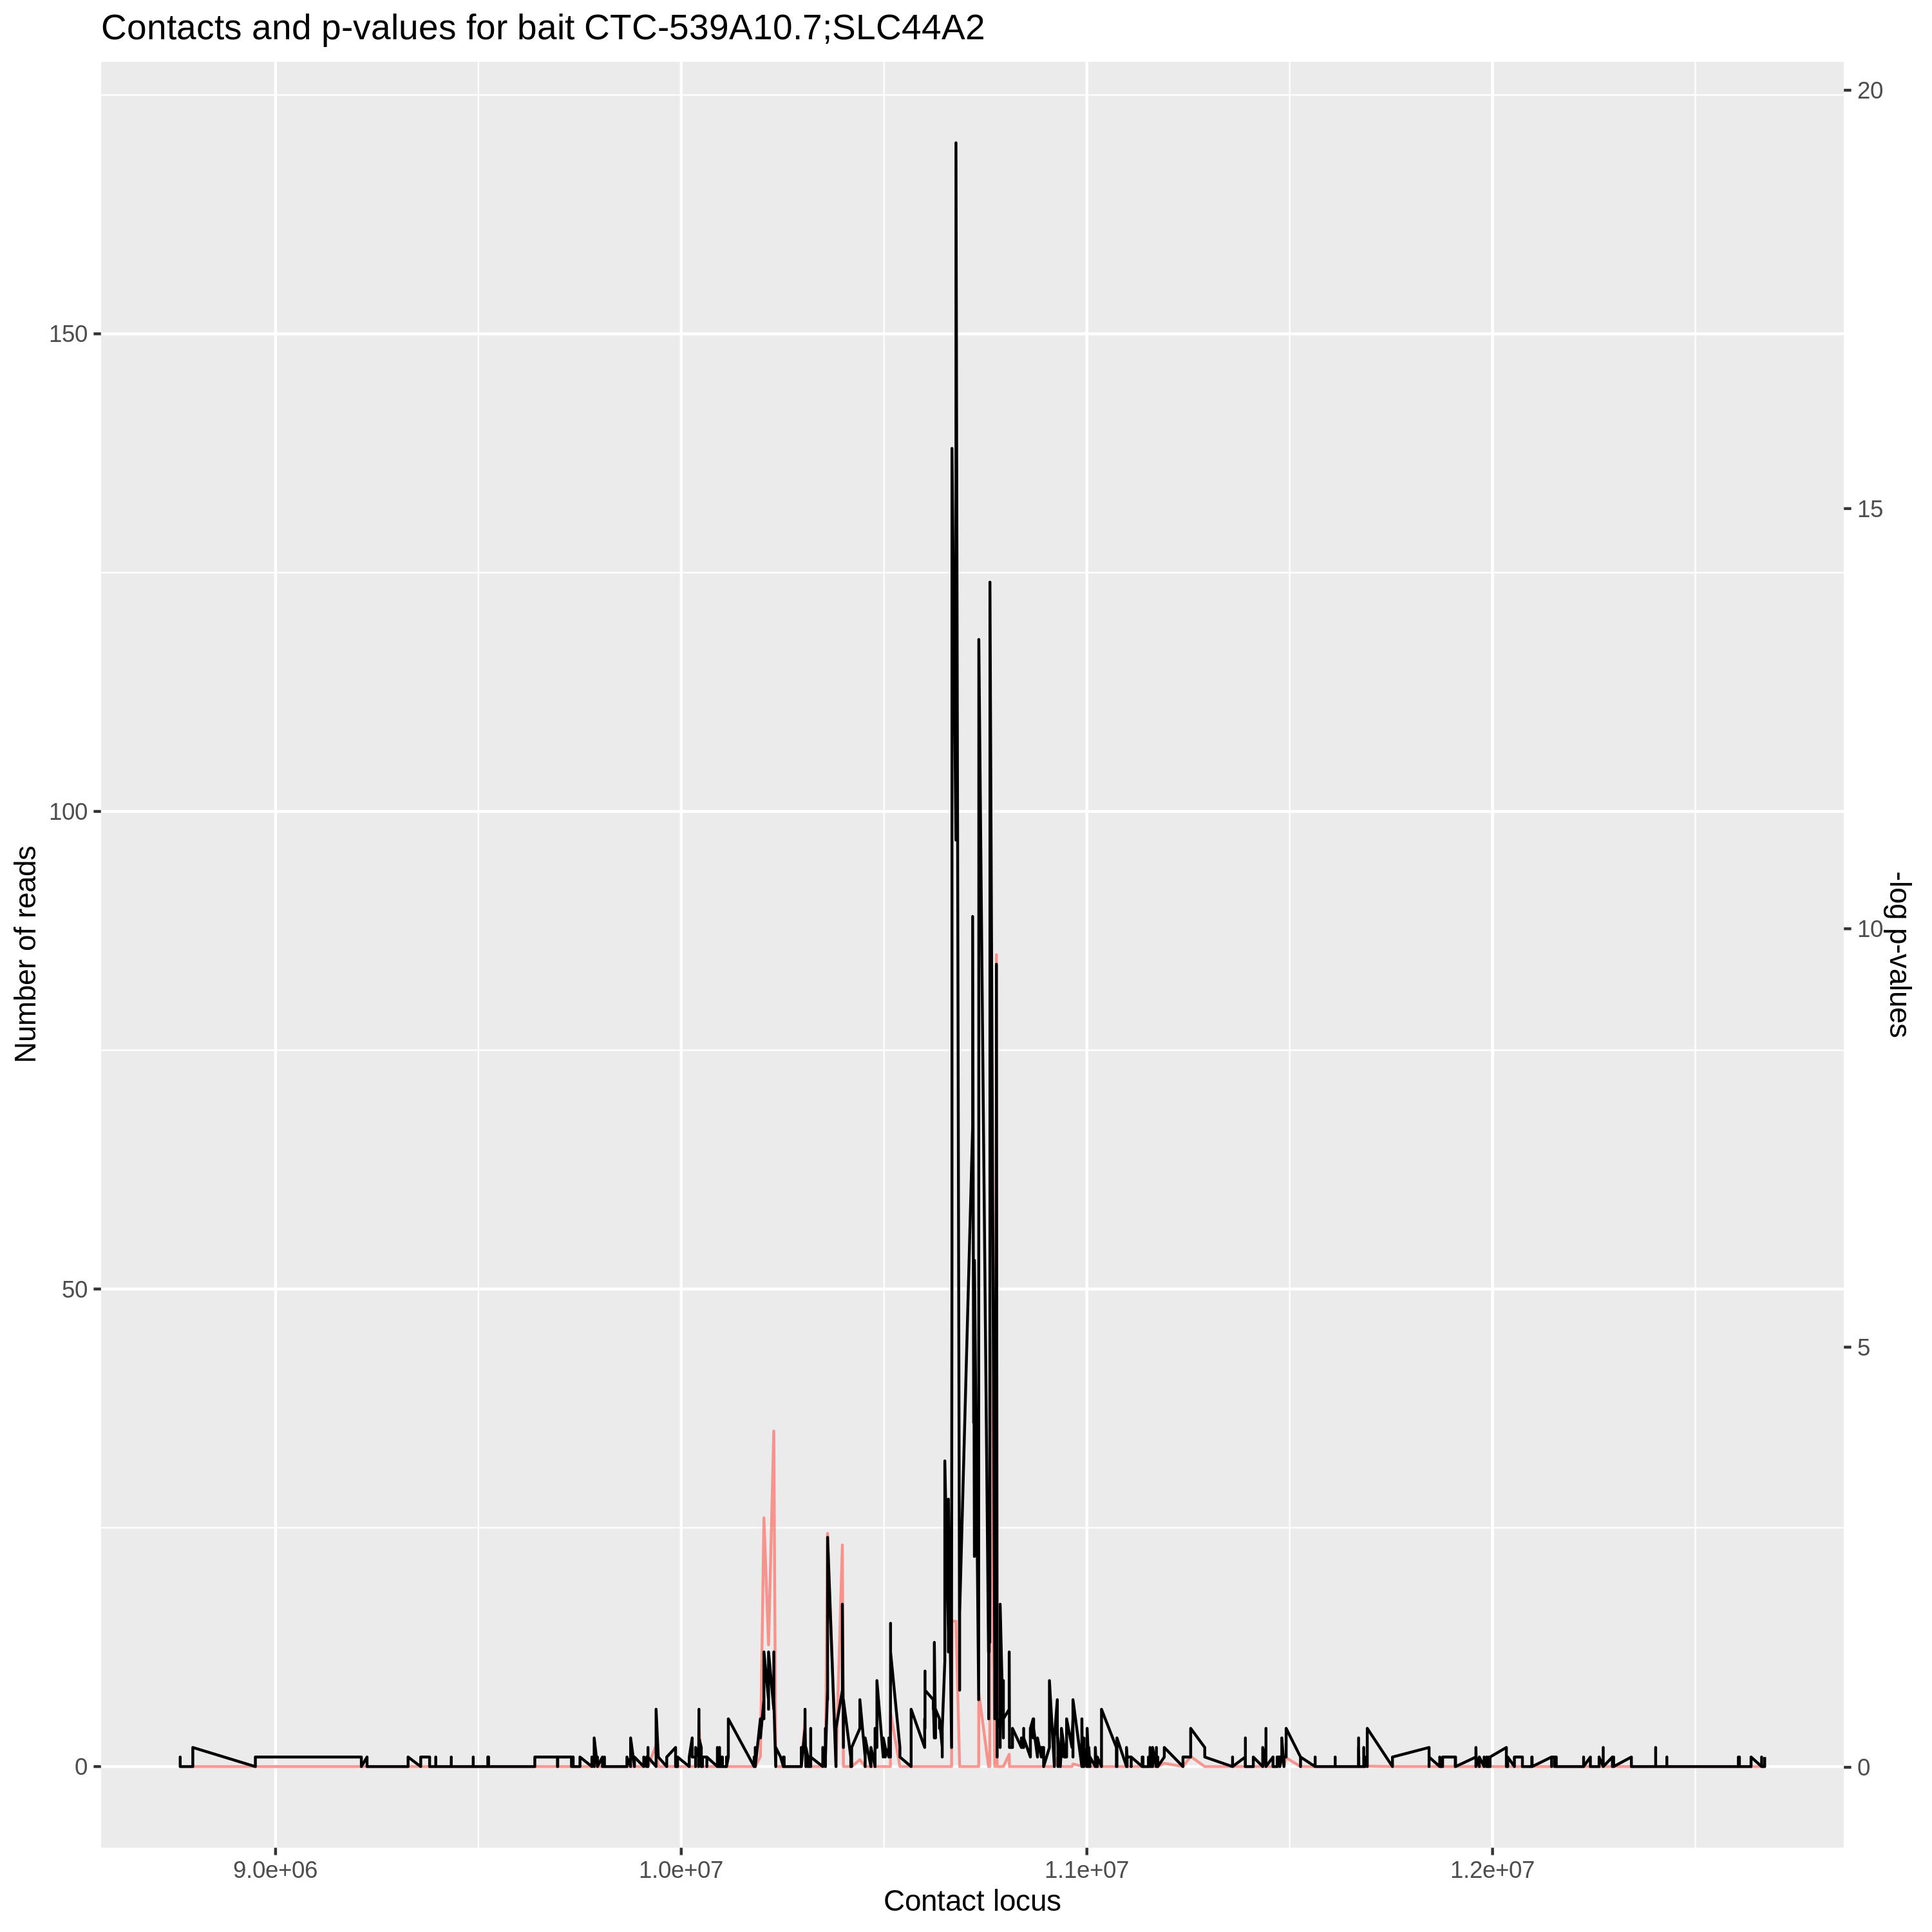 Contacts and p-values for bait CTC-539A10.7;SLC44A2
Number of reads
150
100
50
0
20
15
10
5
0
-log p-values
9.0e+06
1.0e+07
1.1e+07
1.2e+07
Contact locus